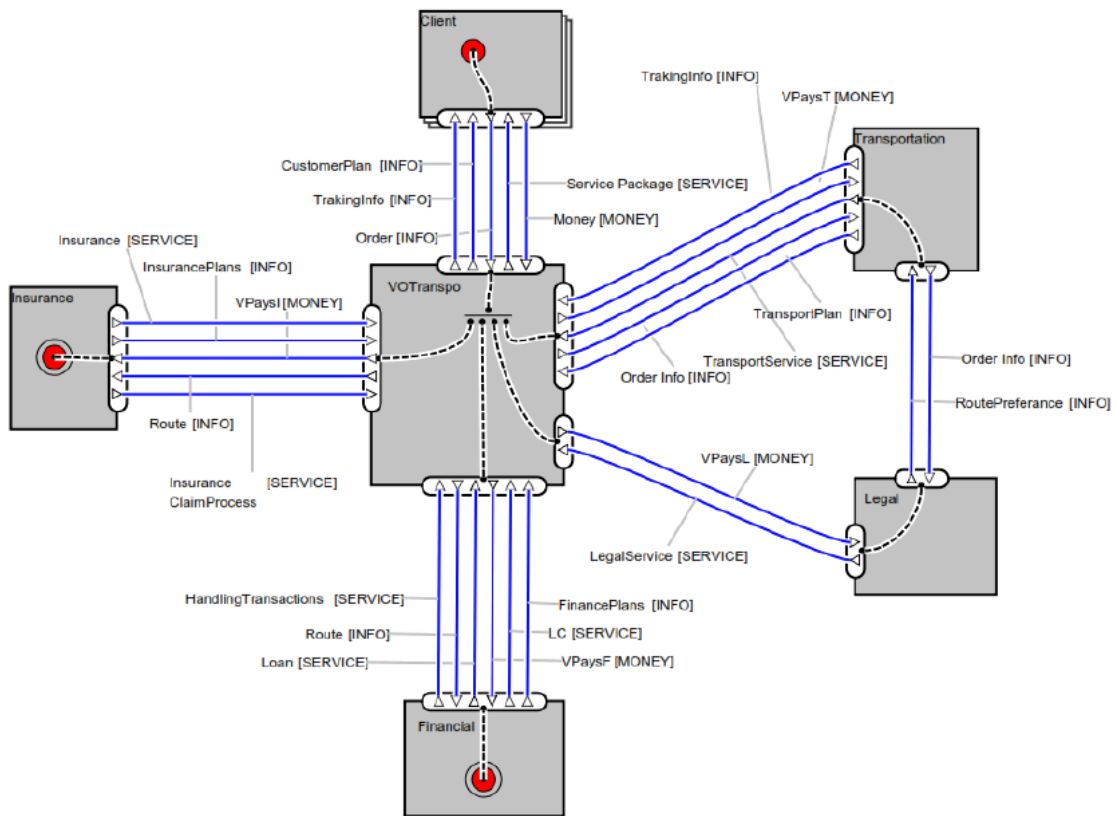 Client
TrakingInfo [INFO]
VPaysT [MONEY]
Transportation
CustomerPlan [INFO]
Service Package [SERVICE]
TrakingInfo [INFO]
Money [MONEY]
Order [INFO]
Insurance [SERVICE]
InsurancePlans [INFO]
VPaysI[MONEY]
Insurance
VOTranspo
TransportPlan [INFO]
TransportService [SERVICE]
Order Info [INFO]
Order Info [INFO]
RoutePreferance [INFO]
Route [INFO]
Insurance [SERVICE]
ClaimProcess
VPaysL [MONEY]
Legal
LegalService [SERVICE]
HandlingTransactions [SERVICE]
FinancePlans [INFO]
Route [INFO]
LC [SERVICE]
Loan [SERVICE]
VPaysF [MONEY]
Financial